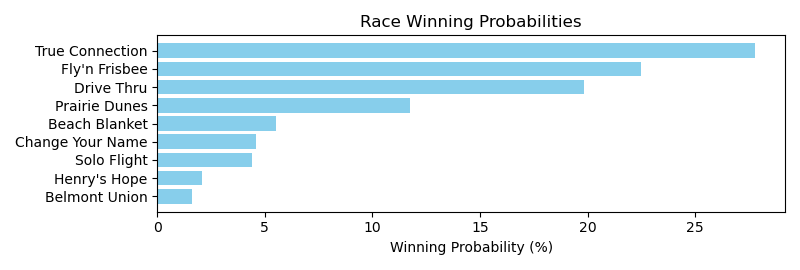 Race Winning Probabilities
True Connection
Fly'n Frisbee
Drive Thru
Prairie Dunes
Beach Blanket
Change Your Name
Solo Flight
Henry's Hope
Belmont Union
0 5 10 15 20 25
Winning Probability (%)